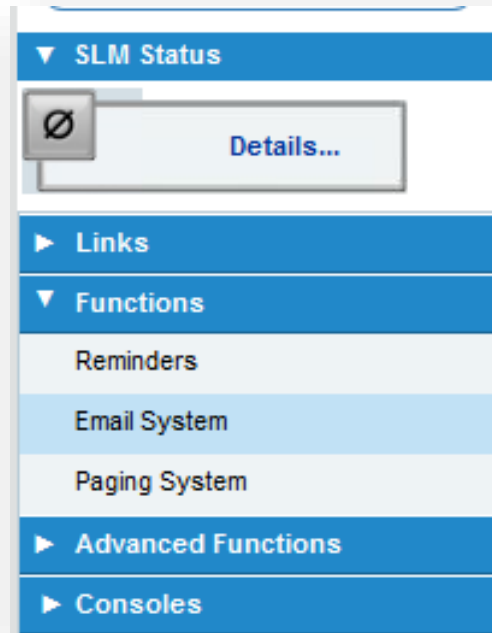 SLM Status
Details...
Links
Functions
Reminders
Email System
Paging System
Advanced Functions
Consoles